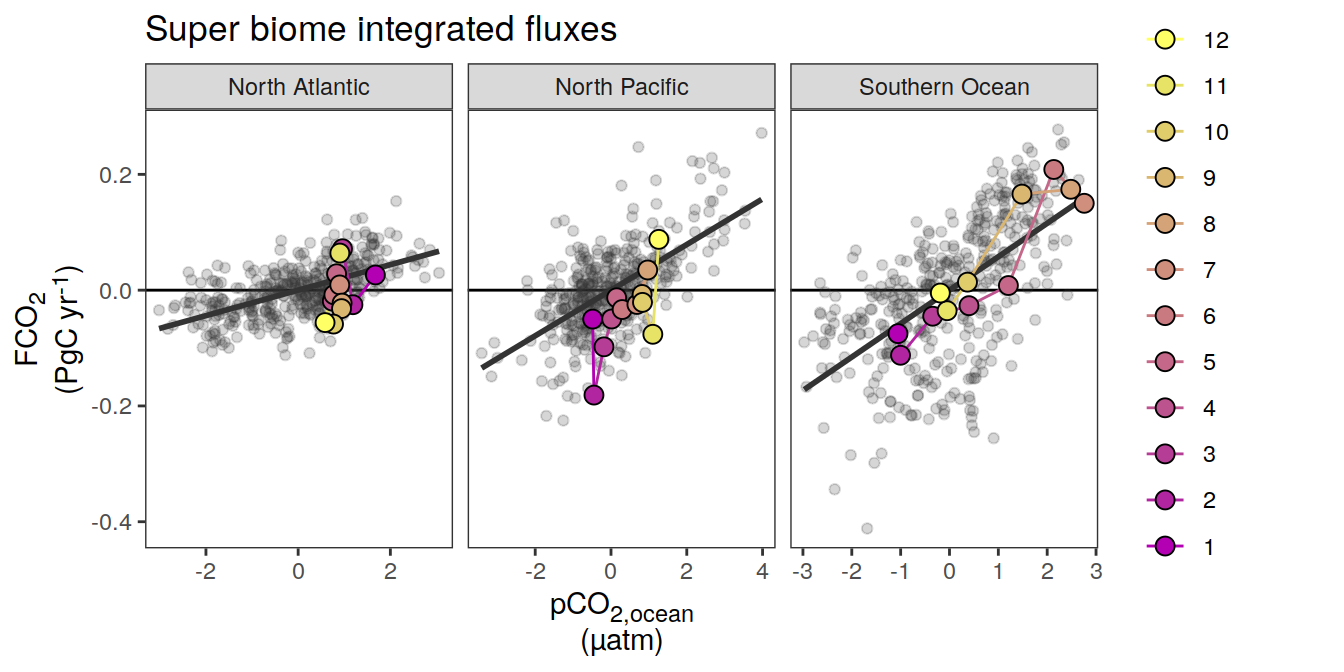 Super biome integrated fluxes
North Atlantic
North Pacific
Southern Ocean
FCO2
(PgC yr-1)
0.2
0.0
-0.2
-0.4
-2 0 2
-2 0 2 4
-3 -2 -1 0 1 2 3
pCO2,ocean
(µatm)
12
11
10
9
8
7
6
5
4
3
2
1